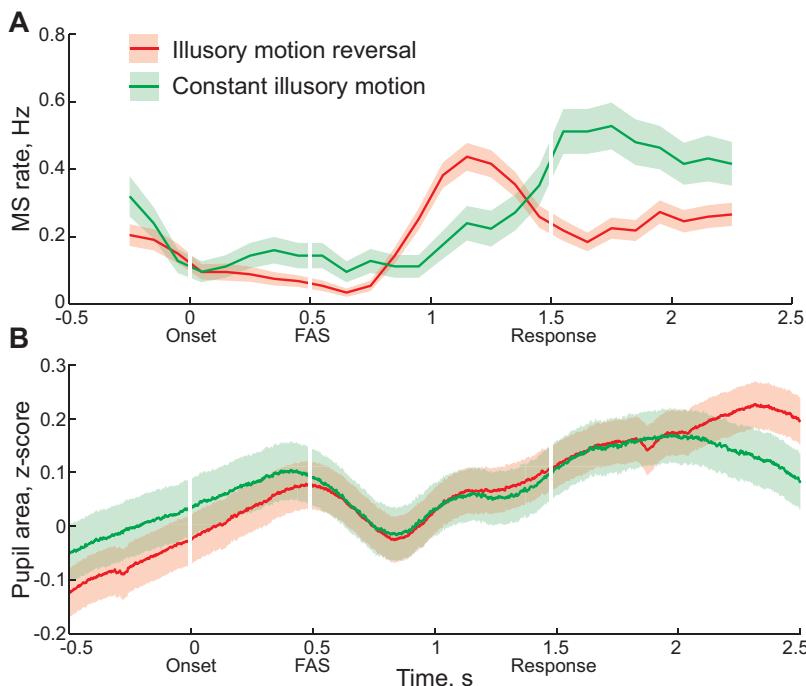 A
Illusory motion reversal
Constant illusory motion
MS rate, Hz
0.8
0.6
0.4
0.2
0
-0.5 0 0.5 1 1.5 2 2.5
Onset FAS Response
B
Pupil area, z-score
0.3
0.2
0.1
0
-0.1
-0.2
-0.5 0 0.5 1 1.5 2 2.5
Onset FAS Response
Time, s